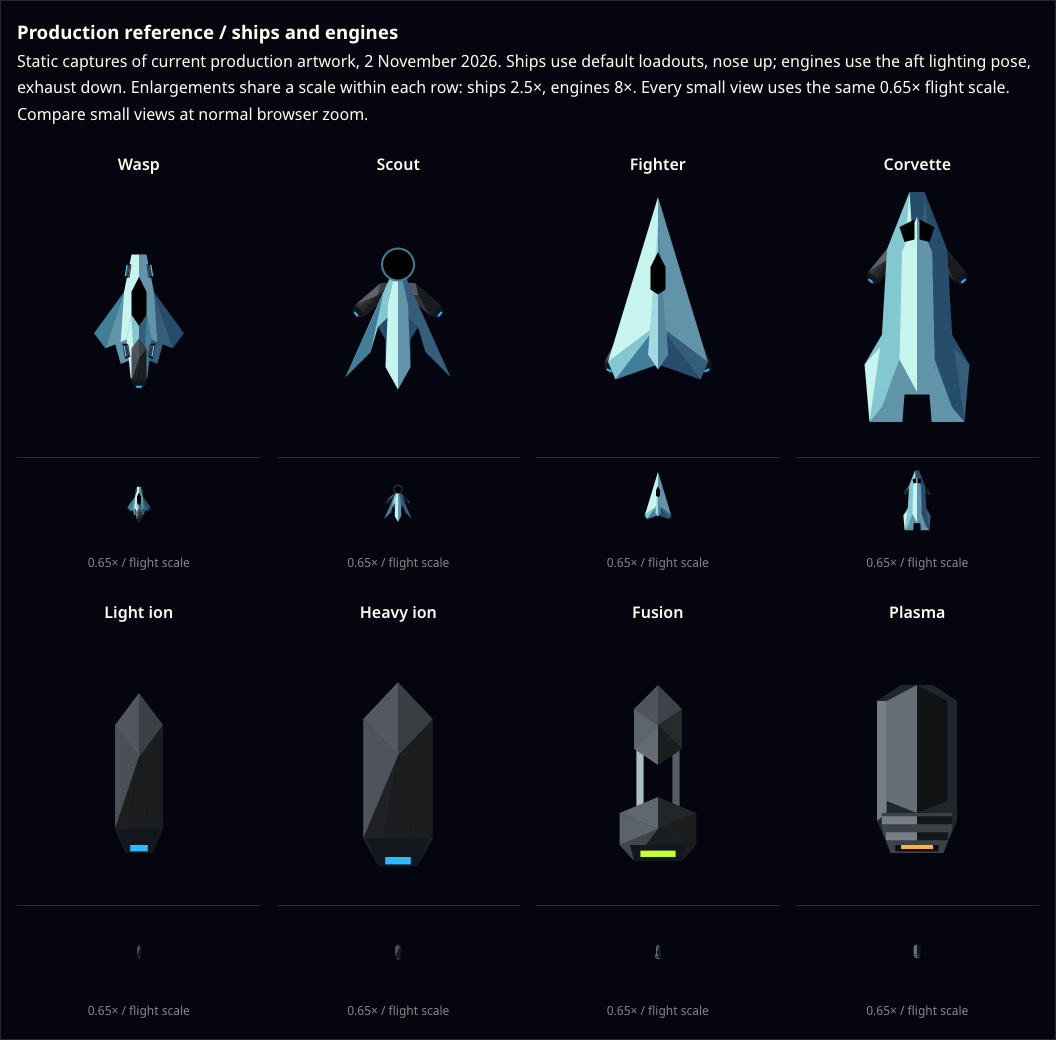 Production reference / ships and engines
Static captures of current production artwork, 2 November 2026. Ships use default loadouts, nose up; engines use the aft lighting pose,
exhaust down. Enlargements share a scale within each row: ships 2.5×, engines 8×. Every small view uses the same 0.65× flight scale.
Compare small views at normal browser zoom.
Wasp Scout Fighter Corvette
0.65× / flight scale 0.65× / flight scale 0.65× / flight scale 0.65× / flight scale
Light ion Heavy ion Fusion Plasma
0.65× / flight scale 0.65× / flight scale 0.65× / flight scale 0.65× / flight scale